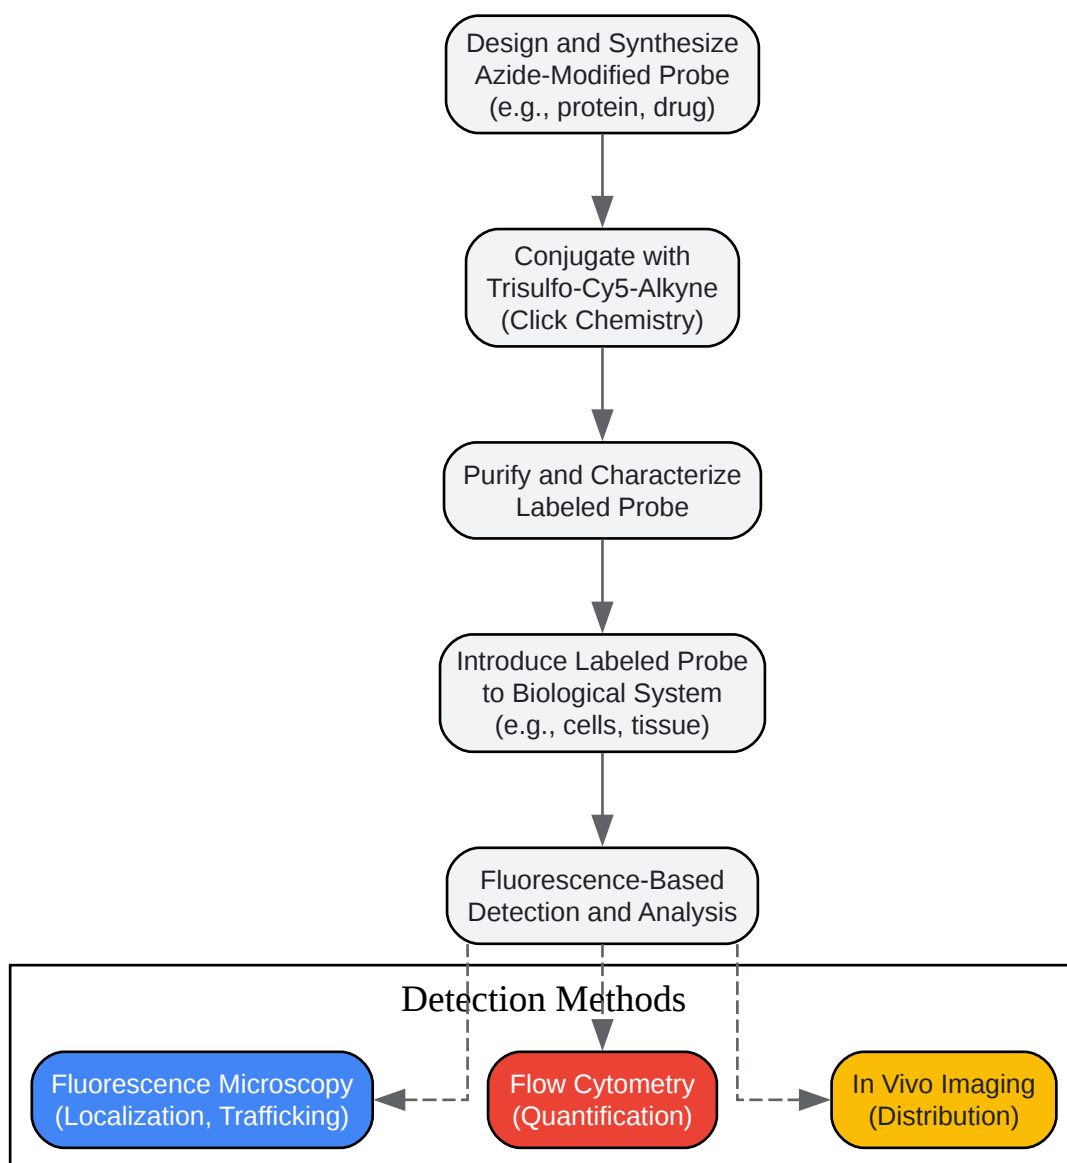 Design and Synthesize
Azide-Modified Probe
(e.g., protein, drug)
Conjugate with
Trisulfo-Cy5-Alkyne
(Click Chemistry)
Purify and Characterize
Labeled Probe
Introduce Labeled Probe
to Biological System
(e.g., cells, tissue)
Fluorescence-Based
Detection and Analysis
Detection Methods
Fluorescence Microscopy
(Localization, Trafficking)
Flow Cytometry
(Quantification)
In Vivo Imaging
(Distribution)